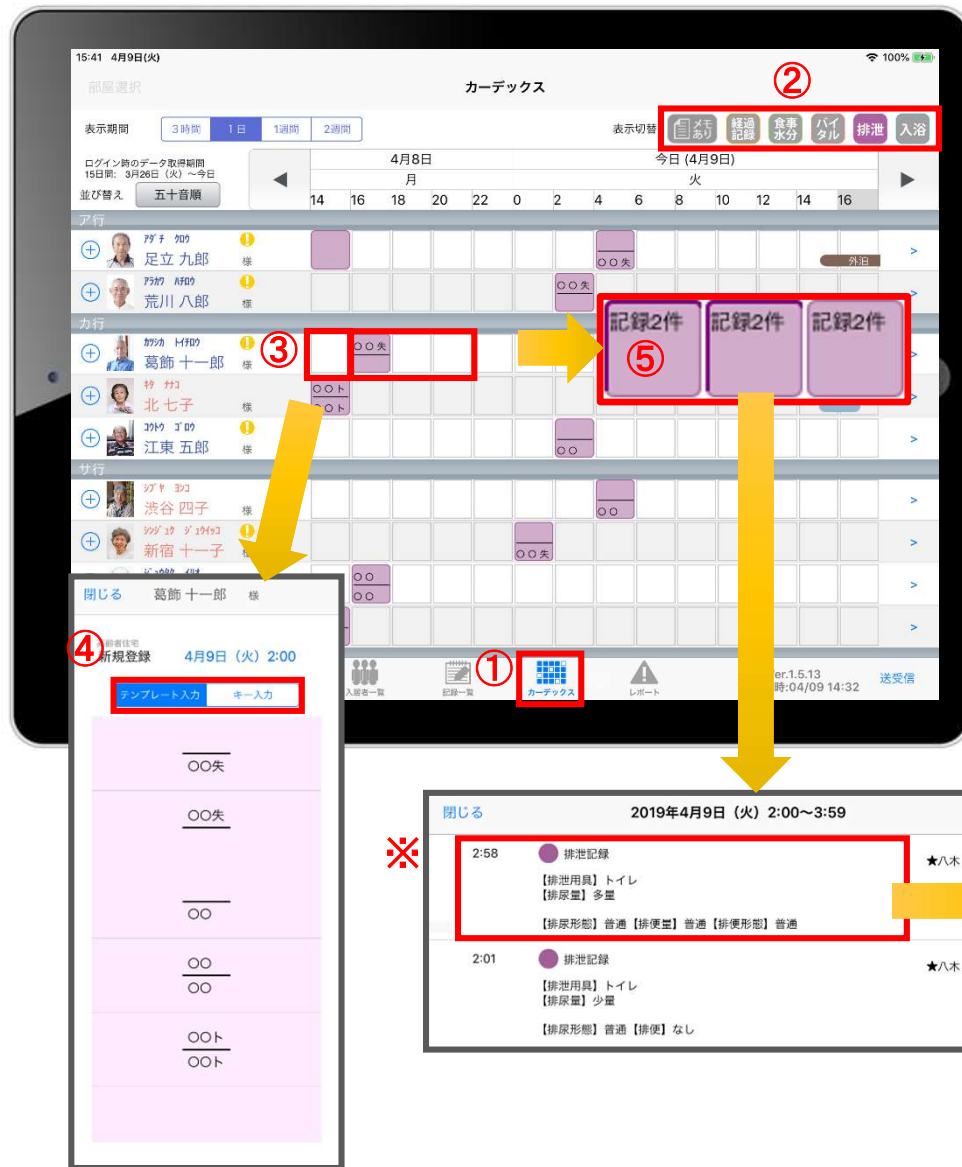 15:41 4月9日(火)
100%
部屋選択
カーデックス
②
表示期間
3時間 1日 1週間 2週間
表示切替
メモあり
経過記録
食事水分
バイタル
排泄
入浴
ログイン時のデータ取得期間
15日間: 3月26日（火）～今日
並び替え 五十音順
◀
4月8日
今日 (4月9日)
▶
月
火
14 16 18 20 22 0 2 4 6 8 10 12 14 16
ア行
アダチ クロウ
足立 九郎 様
○○失
外泊
>
アラカワ ハチロウ
荒川 八郎 様
○○失
カ行
カツシカ トイチロウ
葛飾 十一郎 様
③
○○失
記録2件 記録2件 記録2件
⑤
>
キタ ナナコ
北 七子 様
○○ト
○○ト
>
コウトウ ゴロウ
江東 五郎 様
○○
>
サ行
シブヤ ヨンコ
渋谷 四子 様
○○
>
シンジュク ジュウイッコ
新宿 十一子 様
○○失
>
○○
○○
>
>
入居者一覧
記録一覧
①
カーデックス
レポート
er.1.5.13
時:04/09 14:32
送受信
閉じる 葛飾 十一郎 様
④
齢者住宅
新規登録 4月9日（火）2:00
テンプレート入力 キー入力
○○失
○○失
○○
○○
○○
○○ト
○○ト
閉じる 2019年4月9日（火）2:00～3:59
※
2:58 排泄記録 ★八木
【排泄用具】トイレ
【排尿量】多量
【排尿形態】普通【排便量】普通【排便形態】普通
2:01 排泄記録 ★八木
【排泄用具】トイレ
【排尿量】少量
【排尿形態】普通【排便】なし